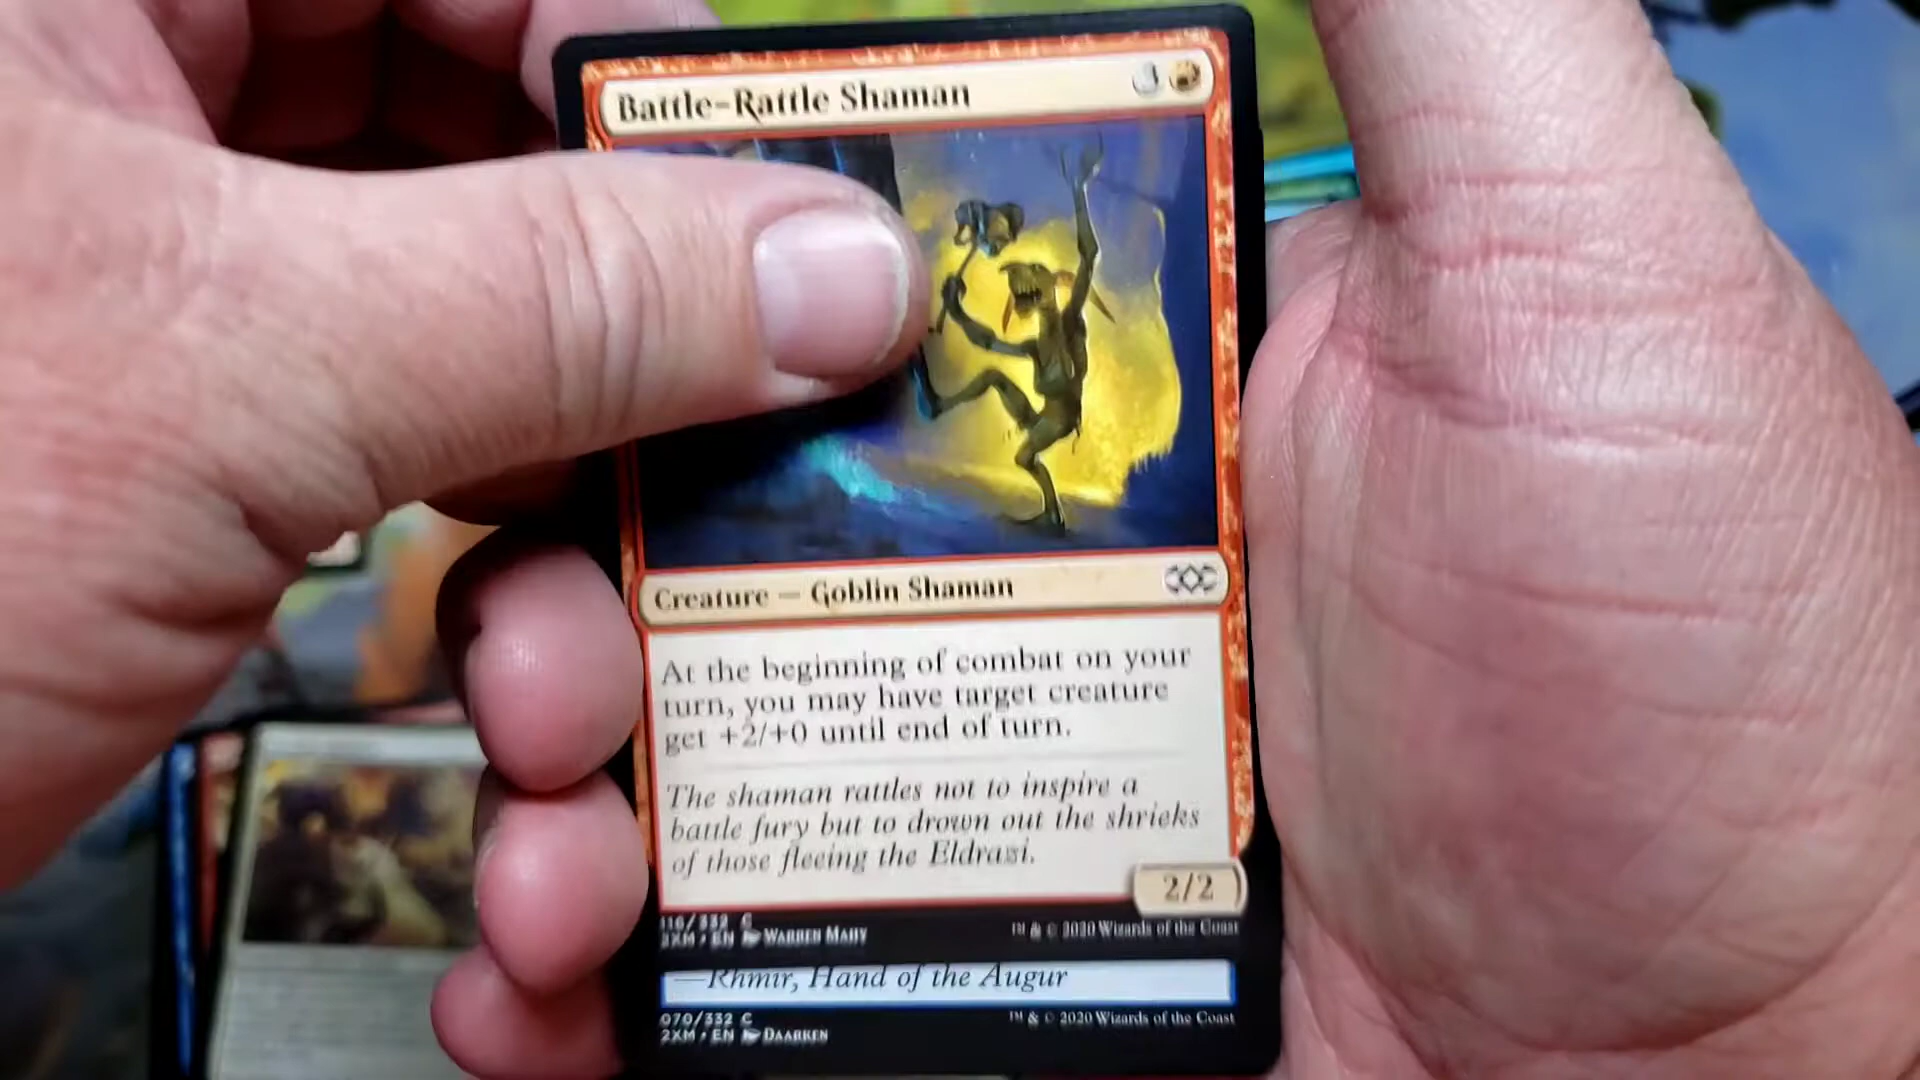 Battle-Rattle Shaman
Creature — Goblin Shaman
At the beginning of combat on your
turn, you may have target creature
get +2/+0 until end of turn.
The shaman rattles not to inspire a
battle fury but to drown out the shrieks
of those fleeing the Eldrazi.
2/2
116/332 C
2XM • EN Warren Mahy
™ & © 2020 Wizards of the Coast
—Rhmir, Hand of the Augur
070/332 C
2XM • EN Daarken
™ & © 2020 Wizards of the Coast